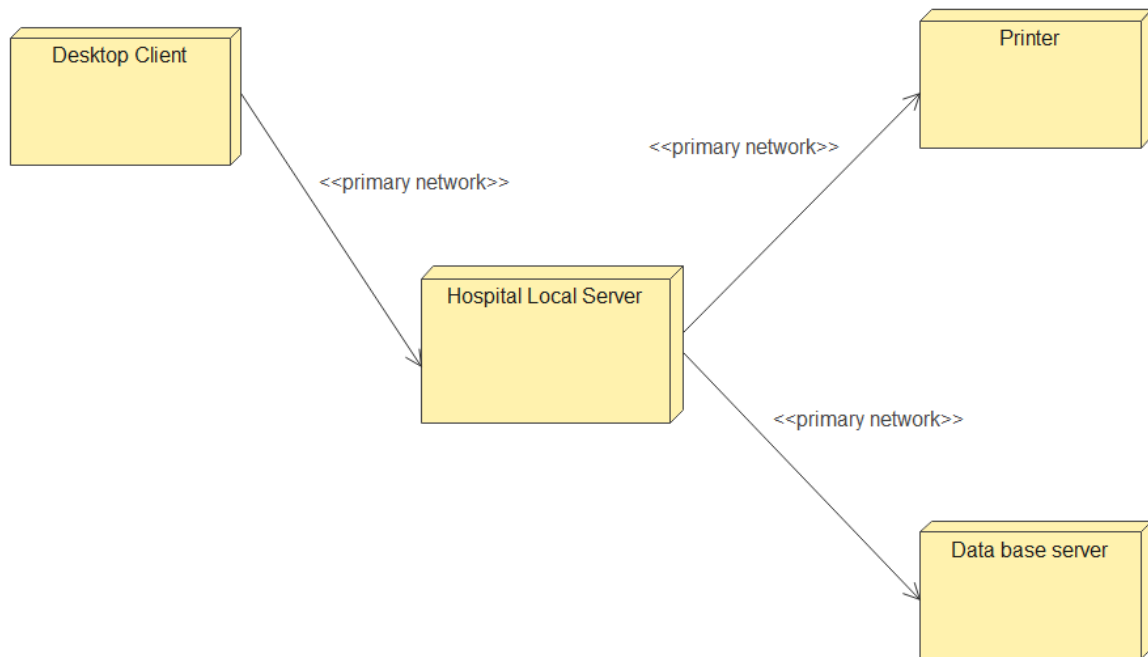 Desktop Client
Printer
<<primary network>>
<<primary network>>
Hospital Local Server
<<primary network>>
Data base server